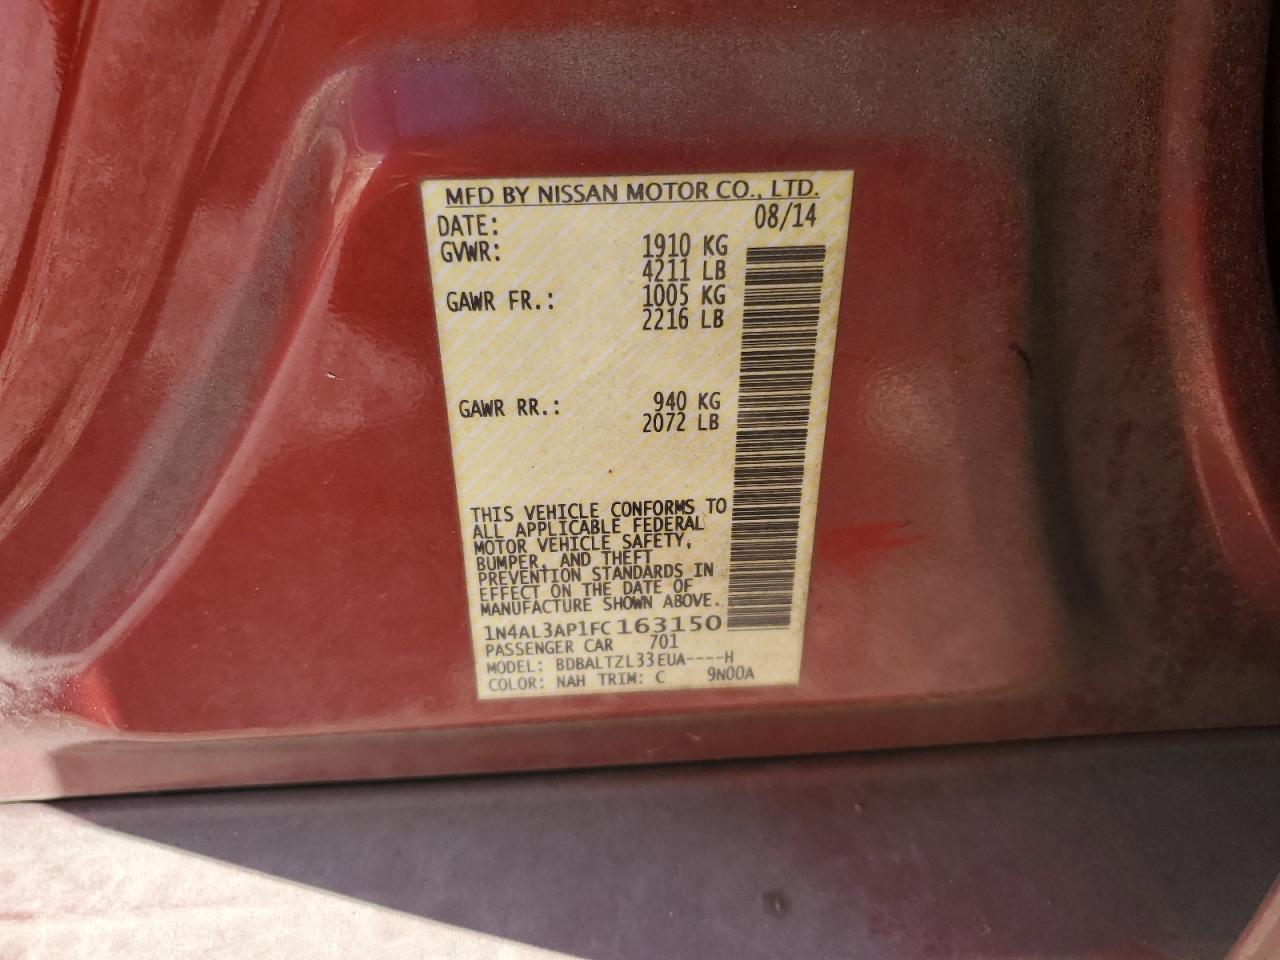 MFD BY NISSAN MOTOR CO., LTD.
DATE: 08/14
GVWR: 1910 KG
4211 LB
GAWR FR.: 1005 KG
2216 LB
GAWR RR.: 940 KG
2072 LB
THIS VEHICLE CONFORMS TO
ALL APPLICABLE FEDERAL
MOTOR VEHICLE SAFETY,
BUMPER, AND THEFT
PREVENTION STANDARDS IN
EFFECT ON THE DATE OF
MANUFACTURE SHOWN ABOVE.
1N4AL3AP1FC163150
PASSENGER CAR 701
MODEL: BDBALTZL33EUA----H
COLOR: NAH TRIM: C 9N00A